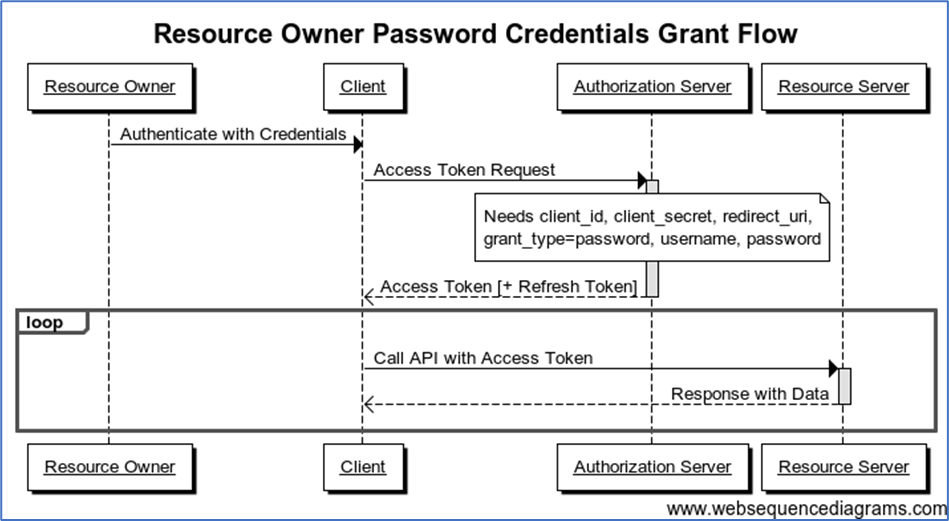 Resource Owner Password Credentials Grant Flow
Resource Owner
Client
Authorization Server
Resource Server
Authenticate with Credentials
Access Token Request
Needs client_id, client_secret, redirect_uri,
grant_type=password, username, password
Access Token [+ Refresh Token]
loop
Call API with Access Token
Response with Data
Resource Owner
Client
Authorization Server
Resource Server
www.websequencediagrams.com